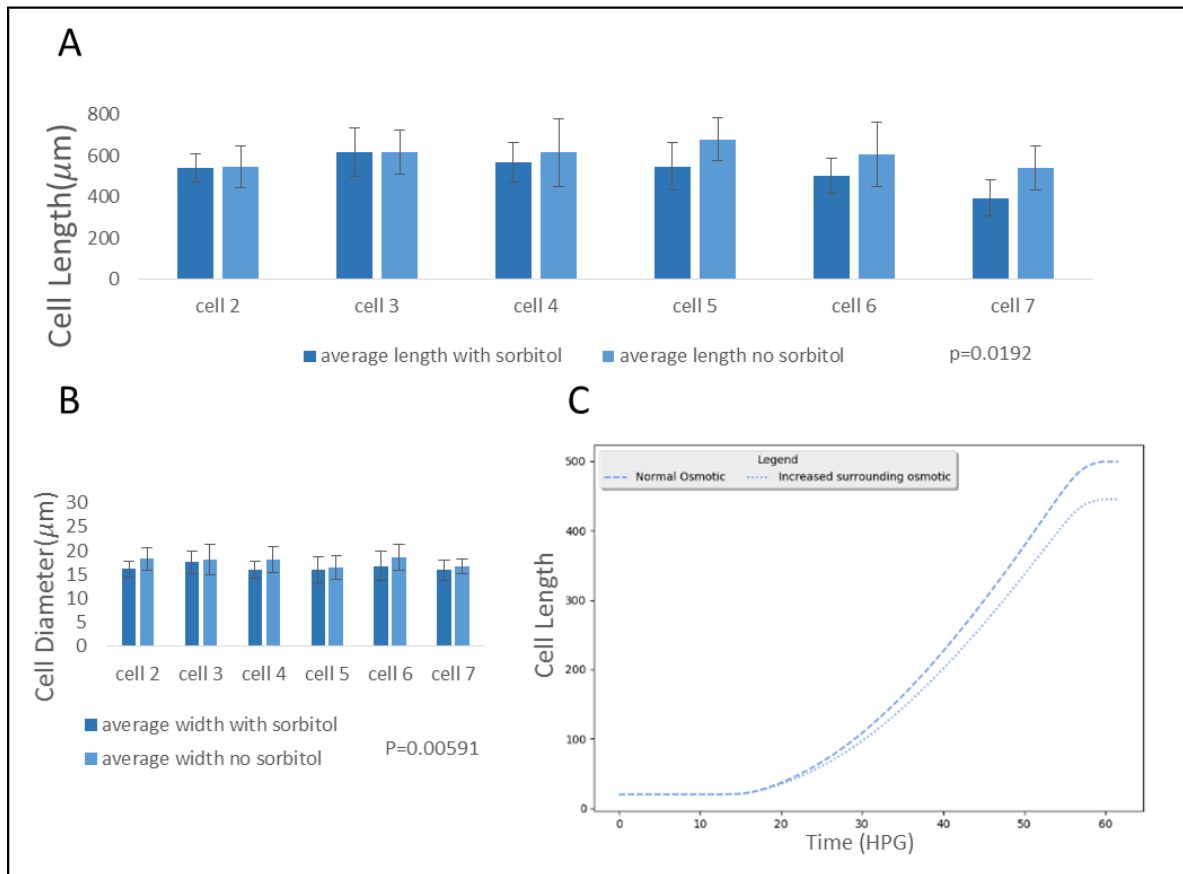 A
Cell Length(μm)
800
600
400
200
0
cell 2 cell 3 cell 4 cell 5 cell 6 cell 7
average length with sorbitol average length no sorbitol p=0.0192
B
Cell Diameter(μm)
30
25
20
15
10
5
0
cell 2 cell 3 cell 4 cell 5 cell 6 cell 7
average width with sorbitol
average width no sorbitol
P=0.00591
C
Legend
Normal Osmotic Increased surrounding osmotic
Cell Length
500
400
300
200
100
0
0 10 20 30 40 50 60
Time (HPG)